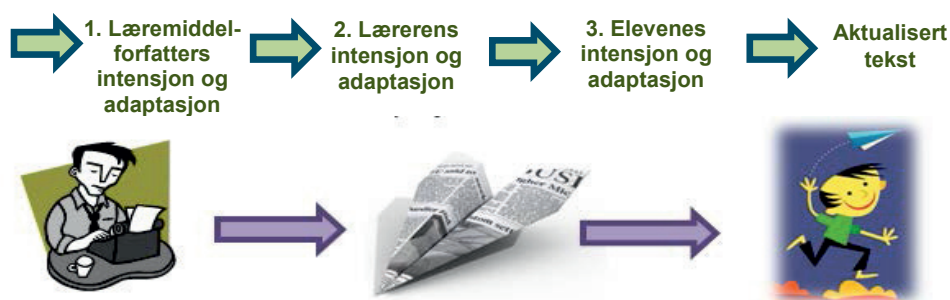 1. Læremiddel-
forfatters
intensjon og
adaptasjon
2. Lærerens
intensjon og
adaptasjon
3. Elevenes
intensjon og
adaptasjon
Aktualisert
tekst